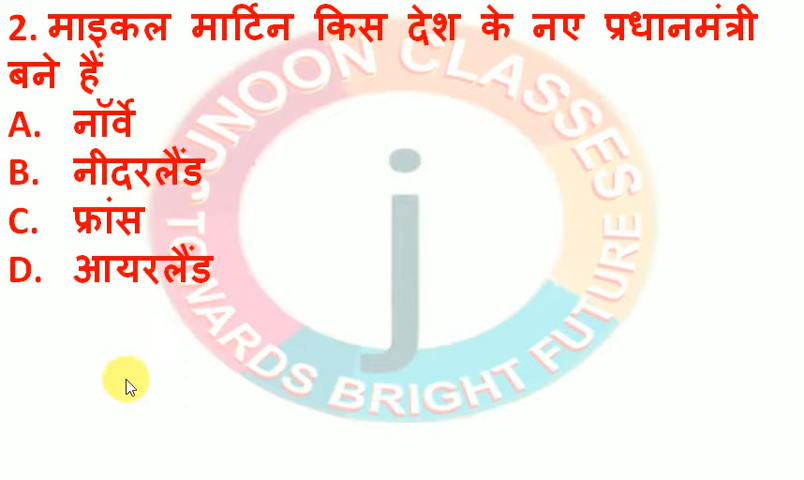 2. माइकल मार्टिन किस देश के नए प्रधानमंत्री
बने हैं
A. नॉर्वे
B. नीदरलैंड
C. फ्रांस
D. आयरलैंड
JUNOON CLASSES
j
TOWARDS BRIGHT FUTURE